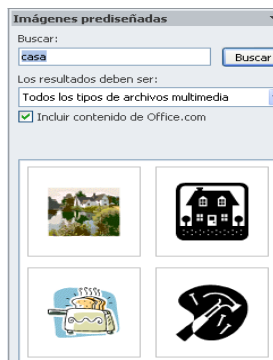 Imágenes prediseñadas
Buscar:
casa
Buscar
Los resultados deben ser:
Todos los tipos de archivos multimedia
Incluir contenido de Office.com